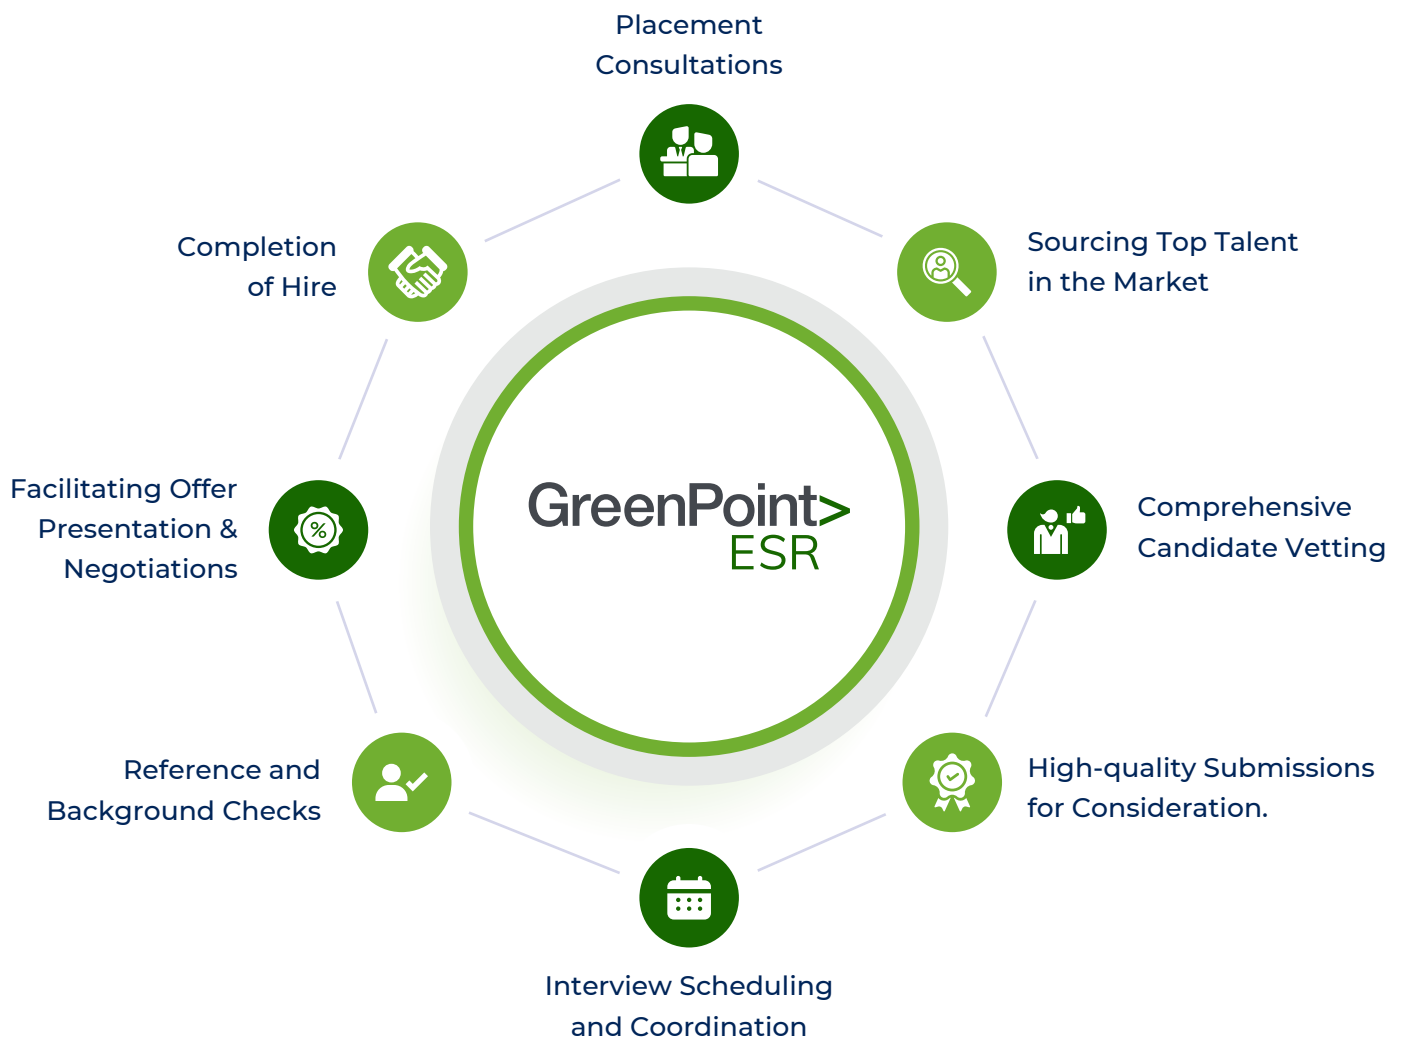 Placement
Consultations
Sourcing Top Talent
in the Market
Comprehensive
Candidate Vetting
High-quality Submissions
for Consideration.
Interview Scheduling
and Coordination
Reference and
Background Checks
Facilitating Offer
Presentation &
Negotiations
%
Completion
of Hire
GreenPoint>
ESR